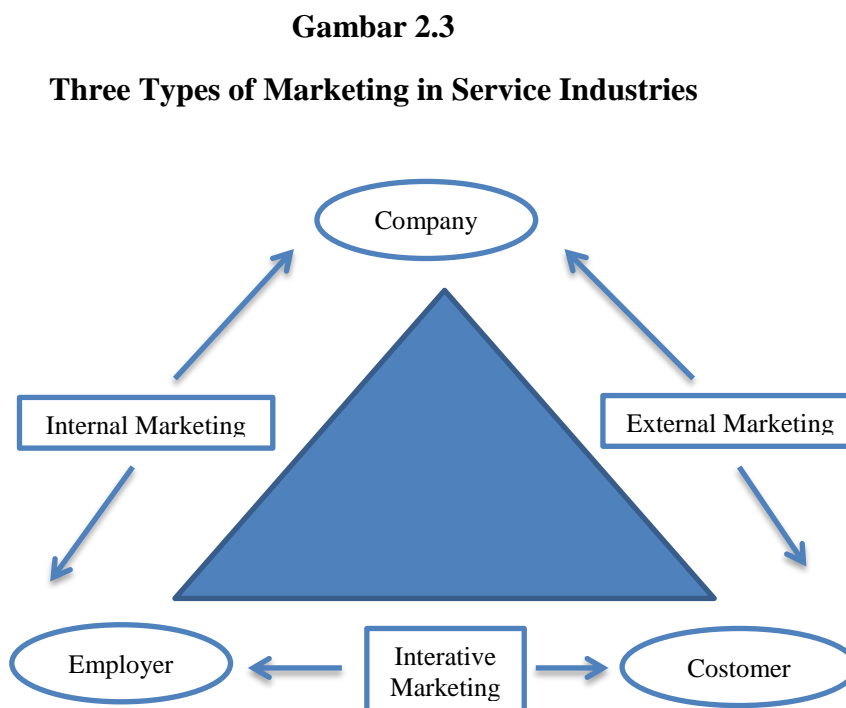 Gambar 2.3
Three Types of Marketing in Service Industries
Company
Internal Marketing
External Marketing
Employer
Interative
Marketing
Costomer